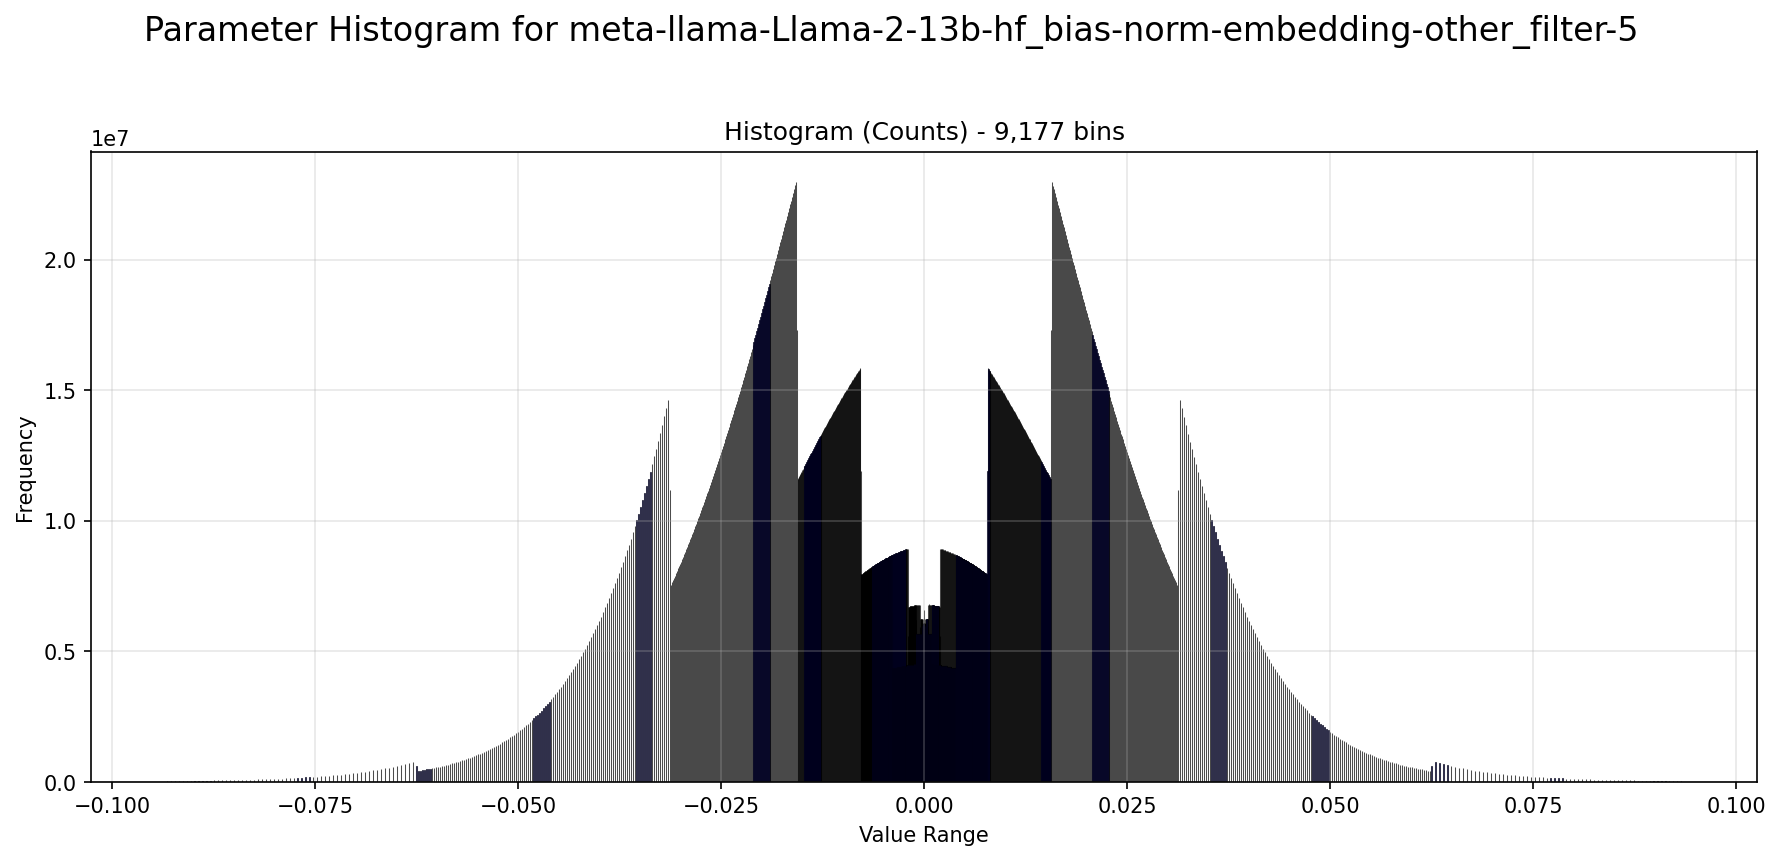 Parameter Histogram for meta-llama-Llama-2-13b-hf_bias-norm-embedding-other_filter-5
Histogram (Counts) - 9,177 bins
1e7
2.0
1.5
1.0
0.5
0.0
Frequency
−0.100 −0.075 −0.050 −0.025 0.000 0.025 0.050 0.075 0.100
Value Range